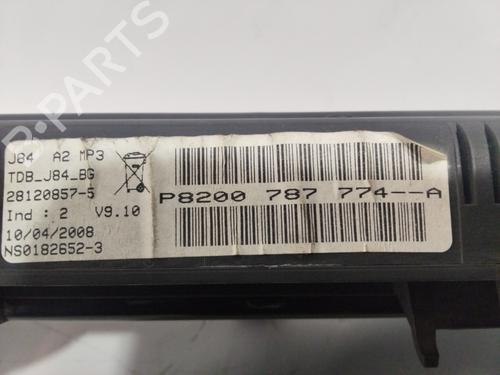 J84 A2 MP3
TDB_J84_BG
28120857-5
Ind : 2 V9.10
10/04/2008
NS0182652-3
P8200 787 774--A
B-PARTS